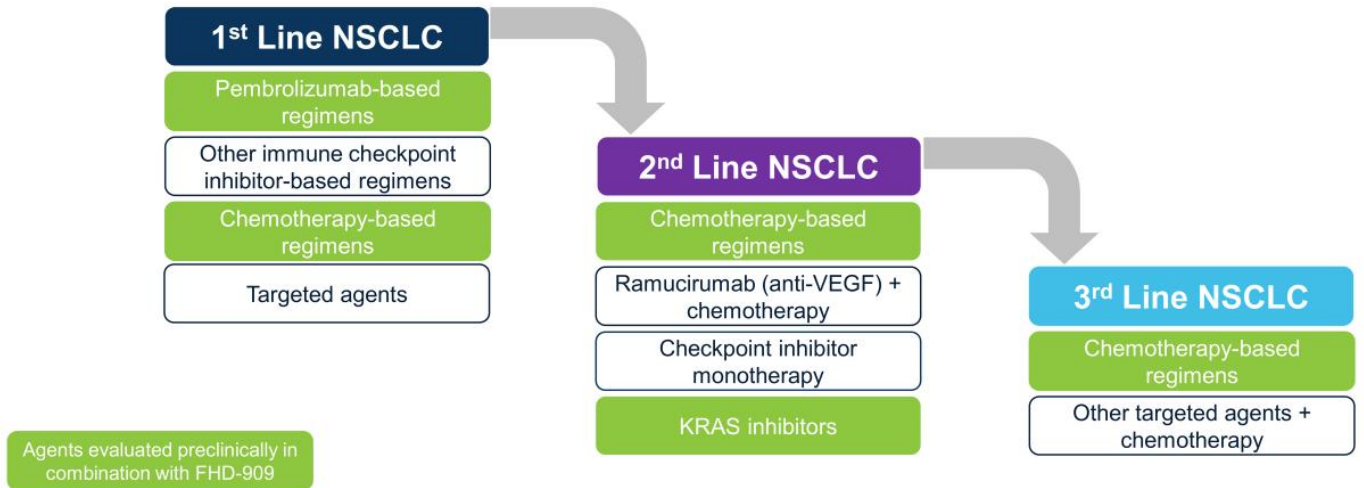 1st Line NSCLC
Pembrolizumab-based
regimens
Other immune checkpoint
inhibitor-based regimens
Chemotherapy-based
regimens
Targeted agents
2nd Line NSCLC
Chemotherapy-based
regimens
Ramucirumab (anti-VEGF) +
chemotherapy
Checkpoint inhibitor
monotherapy
KRAS inhibitors
3rd Line NSCLC
Chemotherapy-based
regimens
Other targeted agents +
chemotherapy
Agents evaluated preclinically in
combination with FHD-909